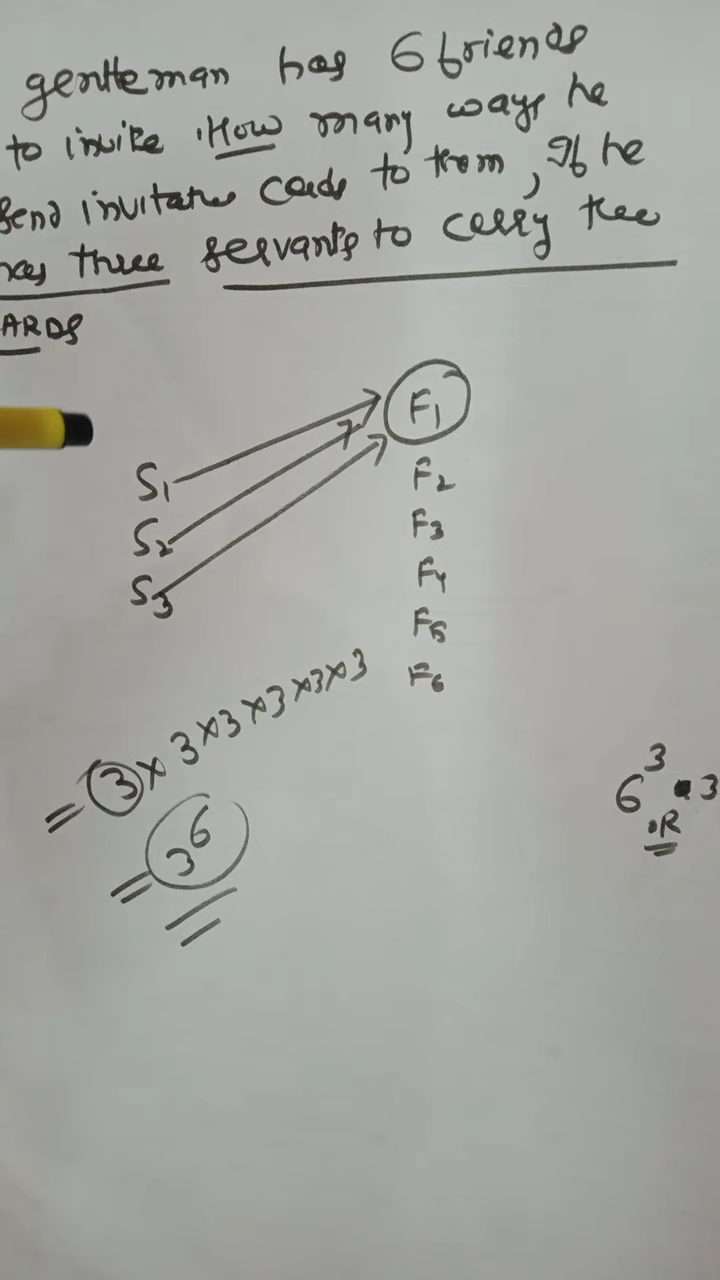 gentleman has 6 friends
to invite. How many ways he
send invitation cards to them, If he
has three servants to carry the
CARDS
F1
S1
F2
S2
F3
S3
F4
F5
F6
= 3 × 3 × 3 × 3 × 3 × 3
6^3 3
OR
= 3^6